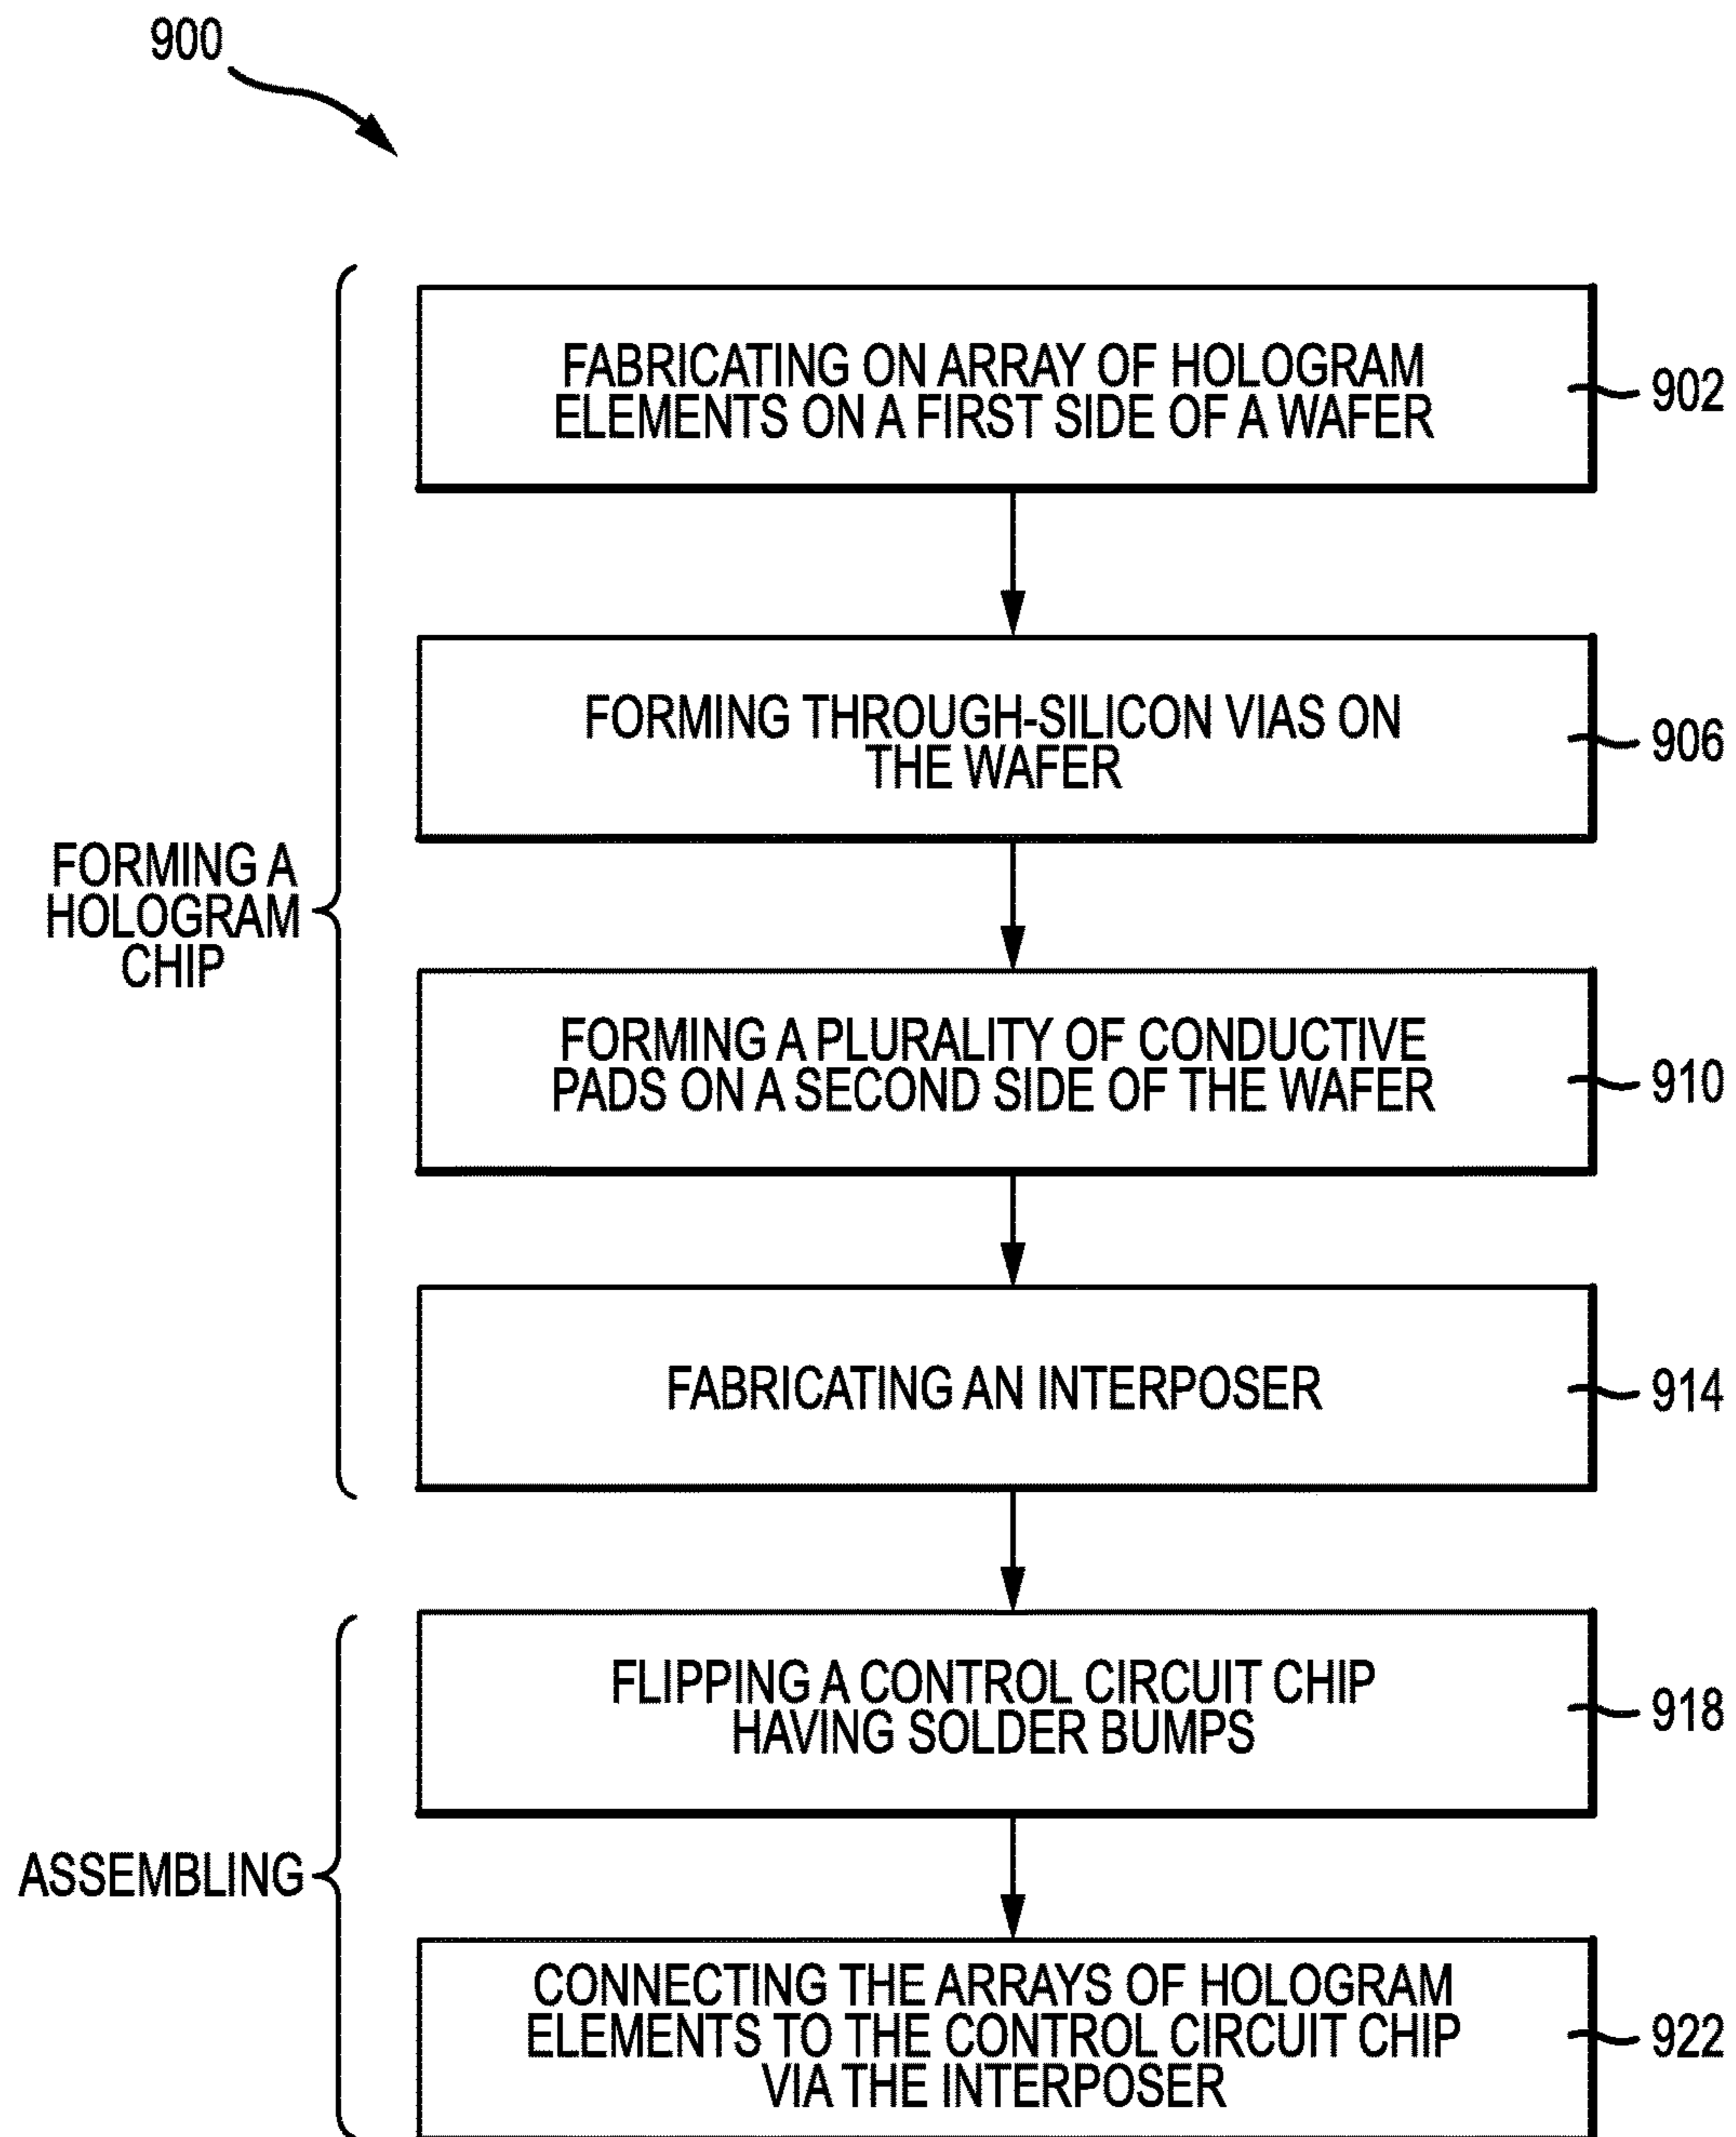 900
FABRICATING ON ARRAY OF HOLOGRAM
ELEMENTS ON A FIRST SIDE OF A WAFER
902
FORMING THROUGH-SILICON VIAS ON
THE WAFER
906
FORMING A
HOLOGRAM
CHIP
FORMING A PLURALITY OF CONDUCTIVE
PADS ON A SECOND SIDE OF THE WAFER
910
FABRICATING AN INTERPOSER
914
FLIPPING A CONTROL CIRCUIT CHIP
HAVING SOLDER BUMPS
918
ASSEMBLING
CONNECTING THE ARRAYS OF HOLOGRAM
ELEMENTS TO THE CONTROL CIRCUIT CHIP
VIA THE INTERPOSER
922